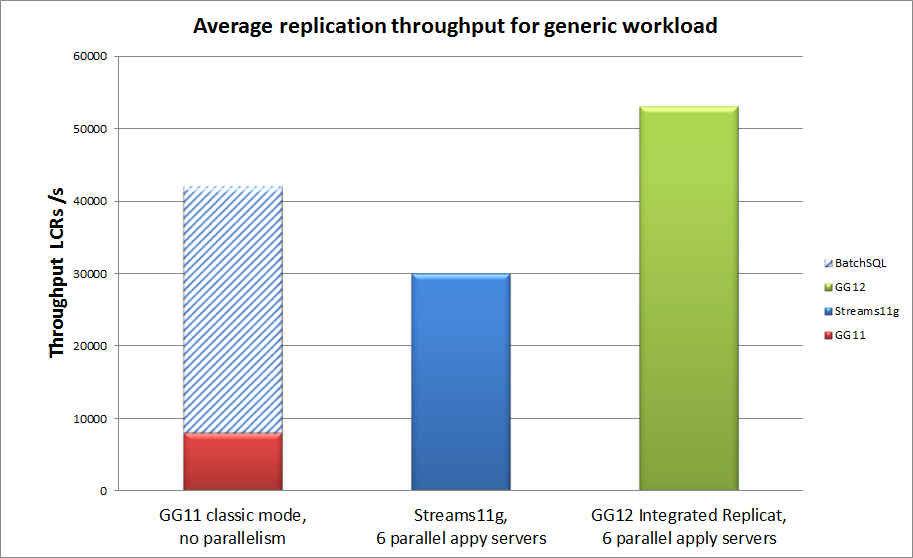 Average replication throughput for generic workload
60000
50000
40000
30000
20000
10000
0
Throughput LCRs /s
GG11 classic mode,
no parallelism
Streams11g,
6 parallel appy servers
GG12 Integrated Replicat,
6 parallel apply servers
BatchSQL
GG12
Streams11g
GG11